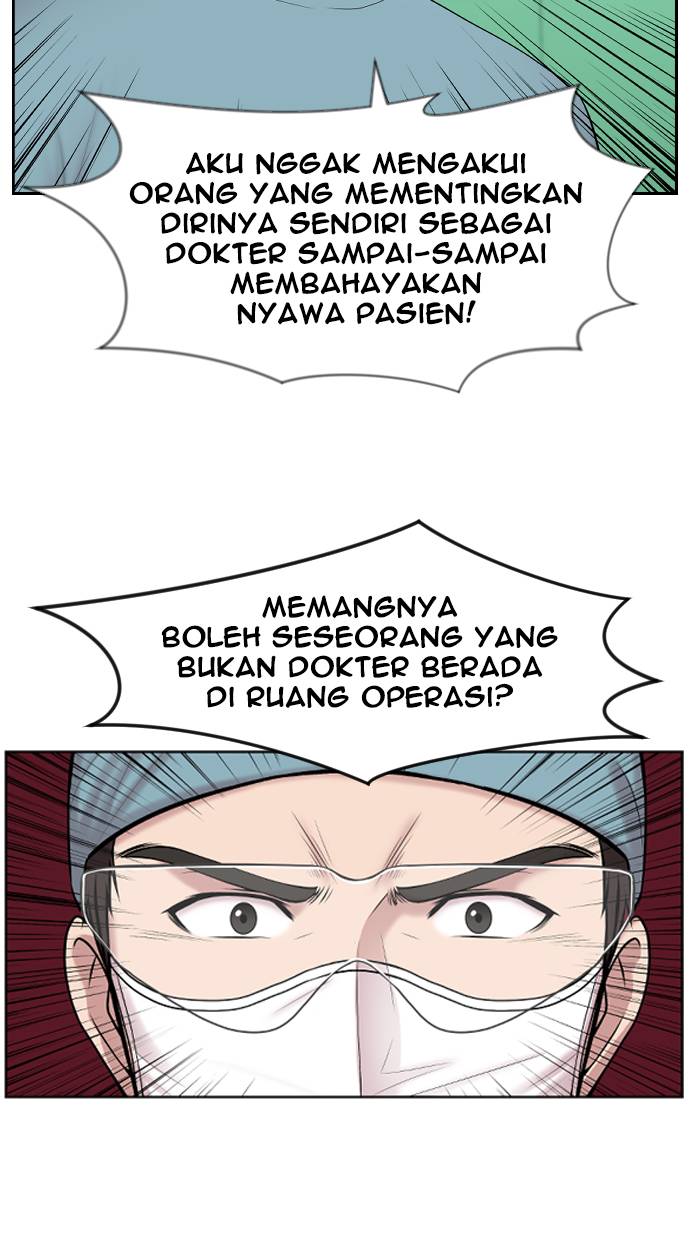 AKU NGGAK MENGAKUI
ORANG YANG MEMENTINGKAN
DIRINYA SENDIRI SEBAGAI
DOKTER SAMPAI-SAMPAI
MEMBAHAYAKAN
NYAWA PASIEN!
MEMANGNYA
BOLEH SESEORANG YANG
BUKAN DOKTER BERADA
DI RUANG OPERASI?